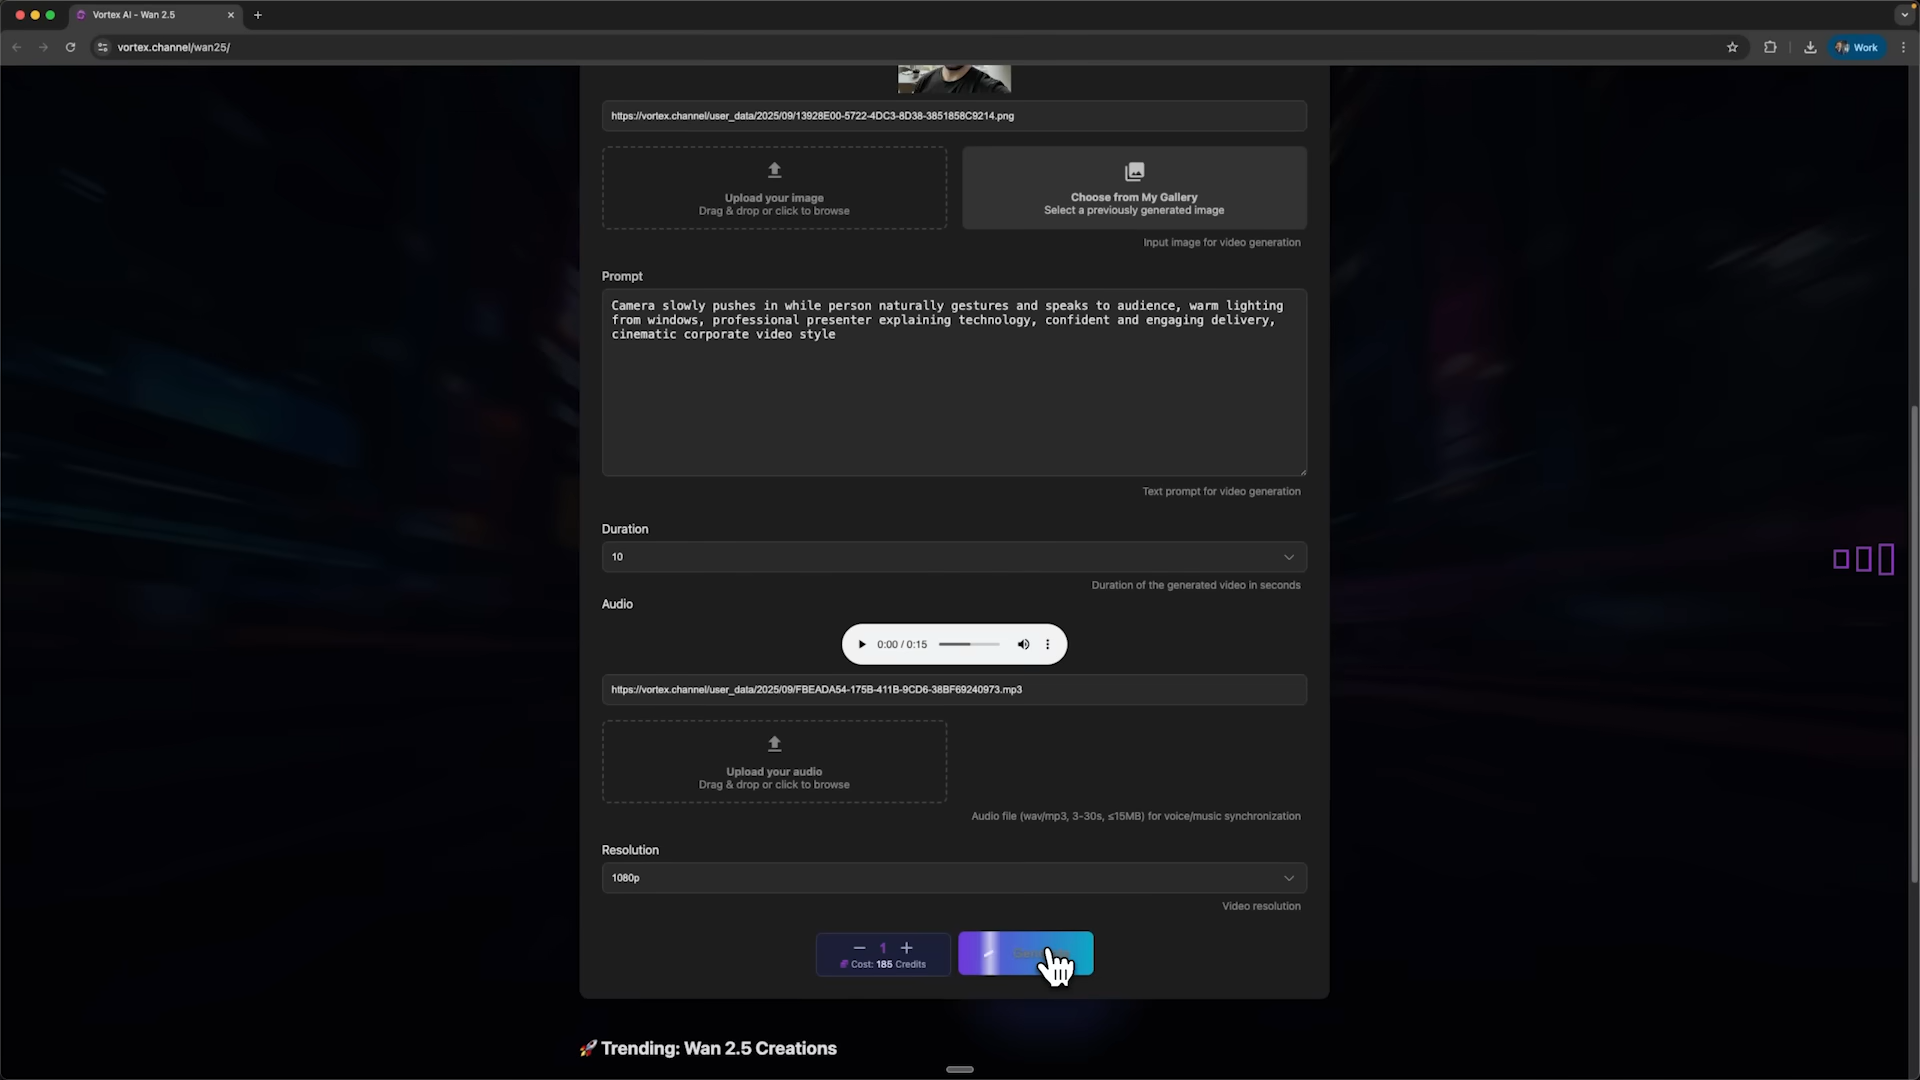 Vortex AI - Wan 2.5
vortex.channel/wan25/
Work
https://vortex.channel/user_data/2025/09/13928E00-5722-4DC3-8D38-3851858C9214.png
Upload your image
Drag & drop or click to browse
Choose from My Gallery
Select a previously generated image
Input image for video generation
Prompt
Camera slowly pushes in while person naturally gestures and speaks to audience, warm lighting
from windows, professional presenter explaining technology, confident and engaging delivery,
cinematic corporate video style
Text prompt for video generation
Duration
10
Duration of the generated video in seconds
Audio
0:00 / 0:15
https://vortex.channel/user_data/2025/09/FBEADA54-175B-411B-9CD6-38BF69240973.mp3
Upload your audio
Drag & drop or click to browse
Audio file (wav/mp3, 3-30s, ≤15MB) for voice/music synchronization
Resolution
1080p
Video resolution
1
Cost: 185 Credits
🚀 Trending: Wan 2.5 Creations